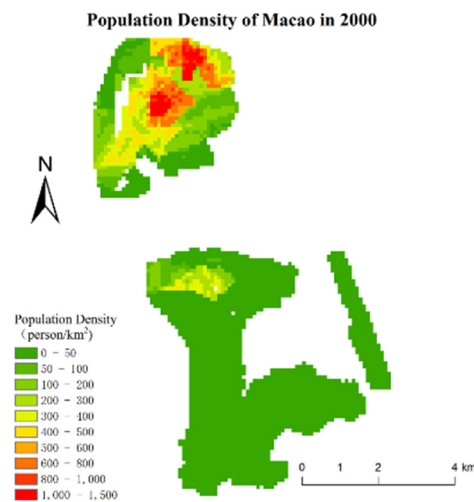 Population Density of Macao in 2000
N
Population Density
（person/km²）
0 - 50
50 - 100
100 - 200
200 - 300
300 - 400
400 - 500
500 - 600
600 - 800
800 - 1,000
1,000 - 1,500
0 1 2 4 km